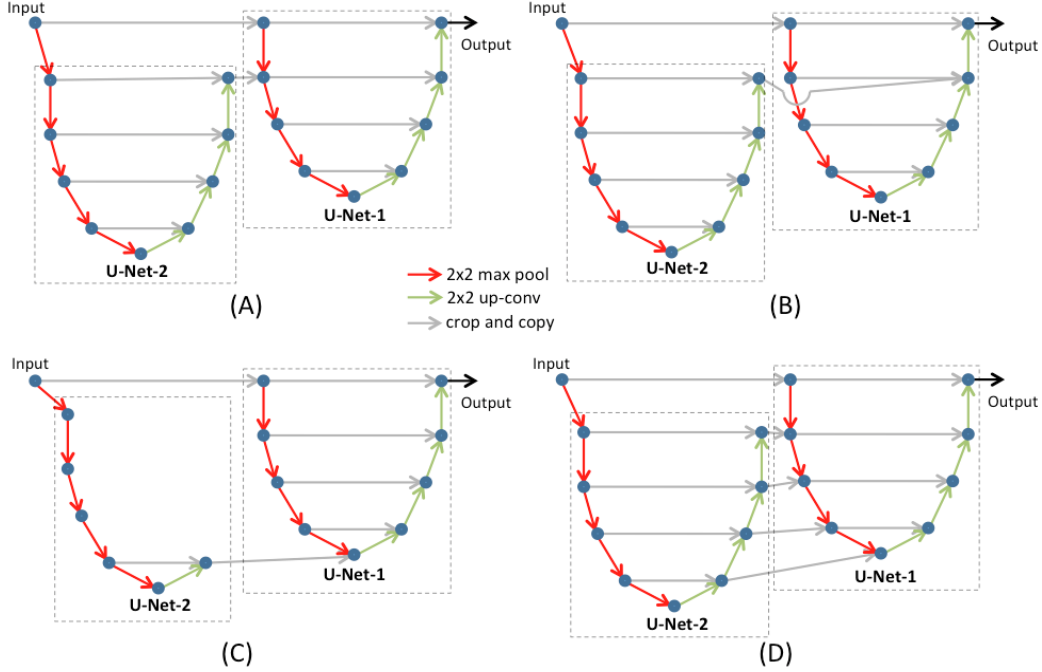 Input
Output
U-Net-1
U-Net-2
(A)
Input
Output
U-Net-1
U-Net-2
(B)
2x2 max pool
2x2 up-conv
crop and copy
Input
Output
U-Net-1
U-Net-2
(C)
Input
Output
U-Net-1
U-Net-2
(D)